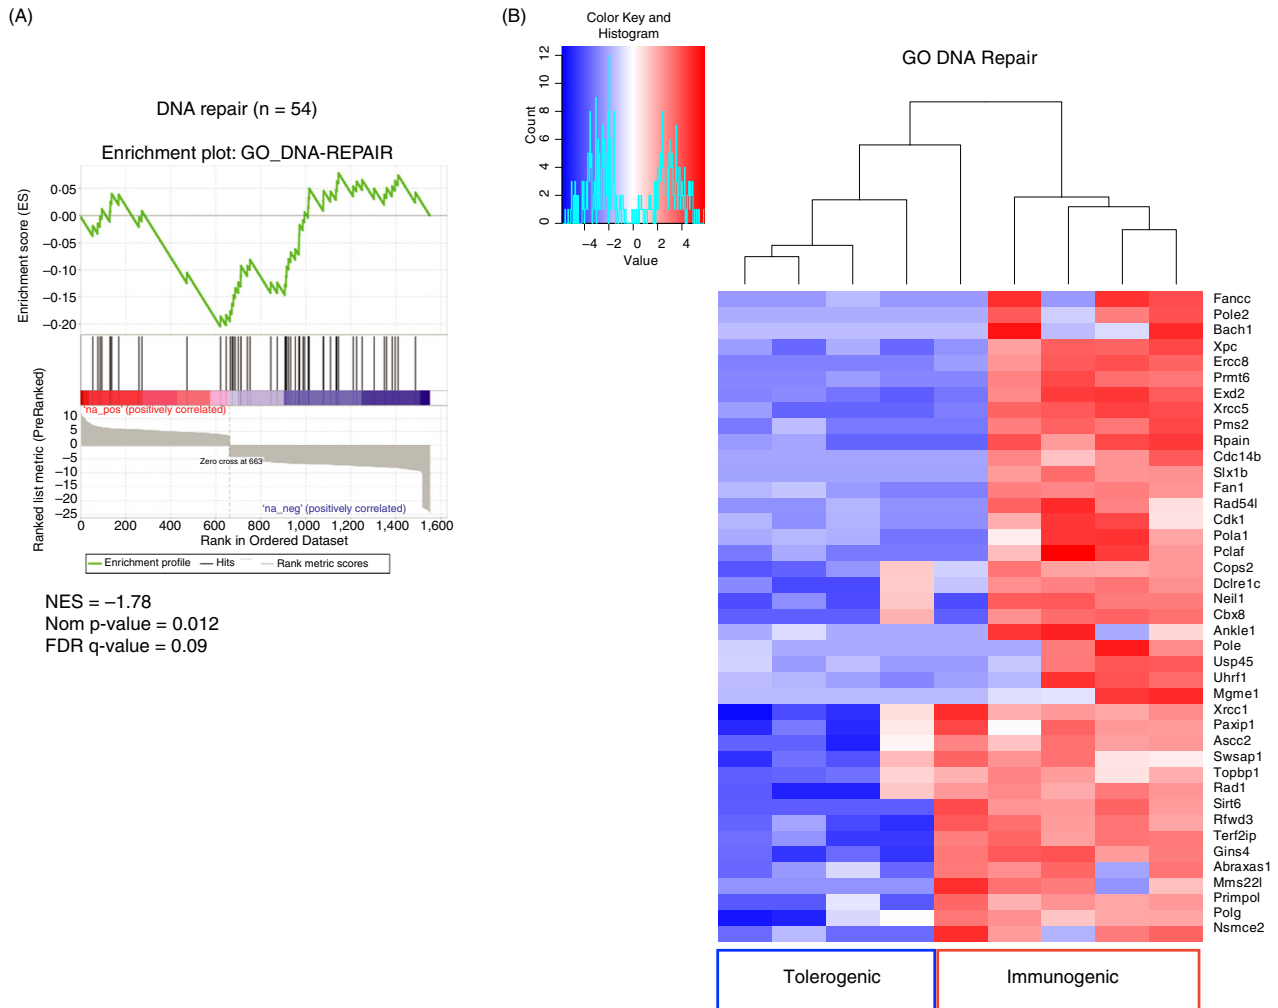 (A)
DNA repair (n = 54)
Enrichment plot: GO_DNA-REPAIR
Enrichment score (ES)
0·05
0·00
−0·05
−0·10
−0·15
−0·20
'na_pos' (positively correlated)
Ranked list metric (PreRanked)
10
5
0
−5
−10
−15
−20
−25
Zero cross at 663
'na_neg' (positively correlated)
0 200 400 600 800 1,000 1,200 1,400 1,600
Rank in Ordered Dataset
Enrichment profile Hits Rank metric scores
NES = −1.78
Nom p-value = 0.012
FDR q-value = 0.09
(B)
Color Key and
Histogram
Count
12
10
8
6
4
2
0
−4 −2 0 2 4
Value
GO DNA Repair
Fancc
Pole2
Bach1
Xpc
Ercc8
Prmt6
Exd2
Xrcc5
Pms2
Rpain
Cdc14b
Slx1b
Fan1
Rad54l
Cdk1
Pola1
Pclaf
Cops2
Dclre1c
Neil1
Cbx8
Ankle1
Pole
Usp45
Uhrf1
Mgme1
Xrcc1
Paxip1
Ascc2
Swsap1
Topbp1
Rad1
Sirt6
Rfwd3
Terf2ip
Gins4
Abraxas1
Mms22l
Primpol
Polg
Nsmce2
Tolerogenic Immunogenic